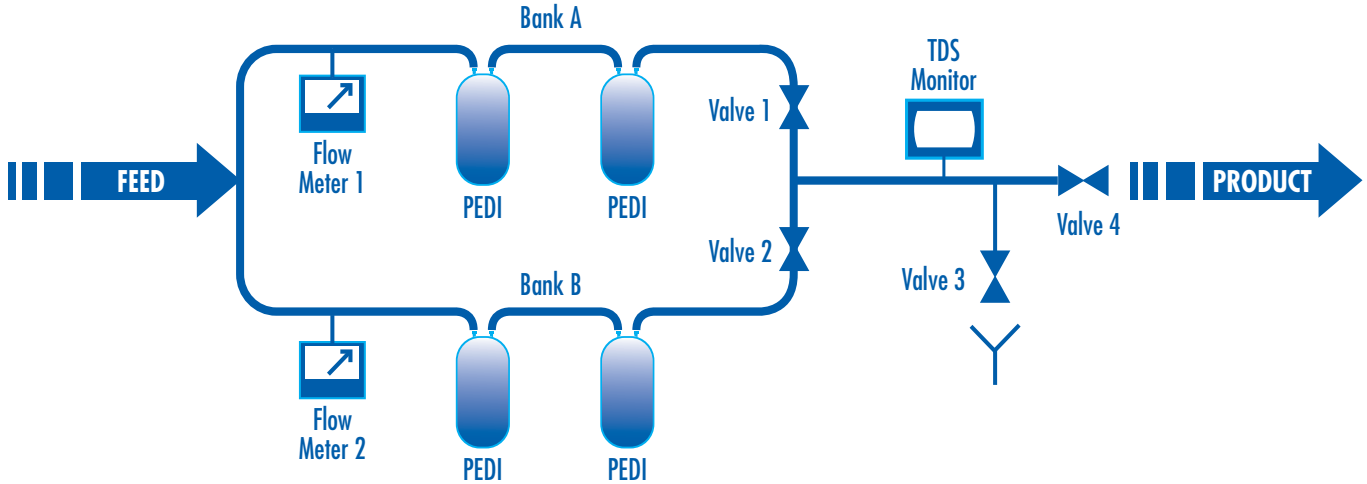 Bank A
TDS
Monitor
Valve 1
Flow
Meter 1
FEED
PRODUCT
PEDI
PEDI
Valve 4
Valve 2
Valve 3
Bank B
Flow
Meter 2
PEDI
PEDI